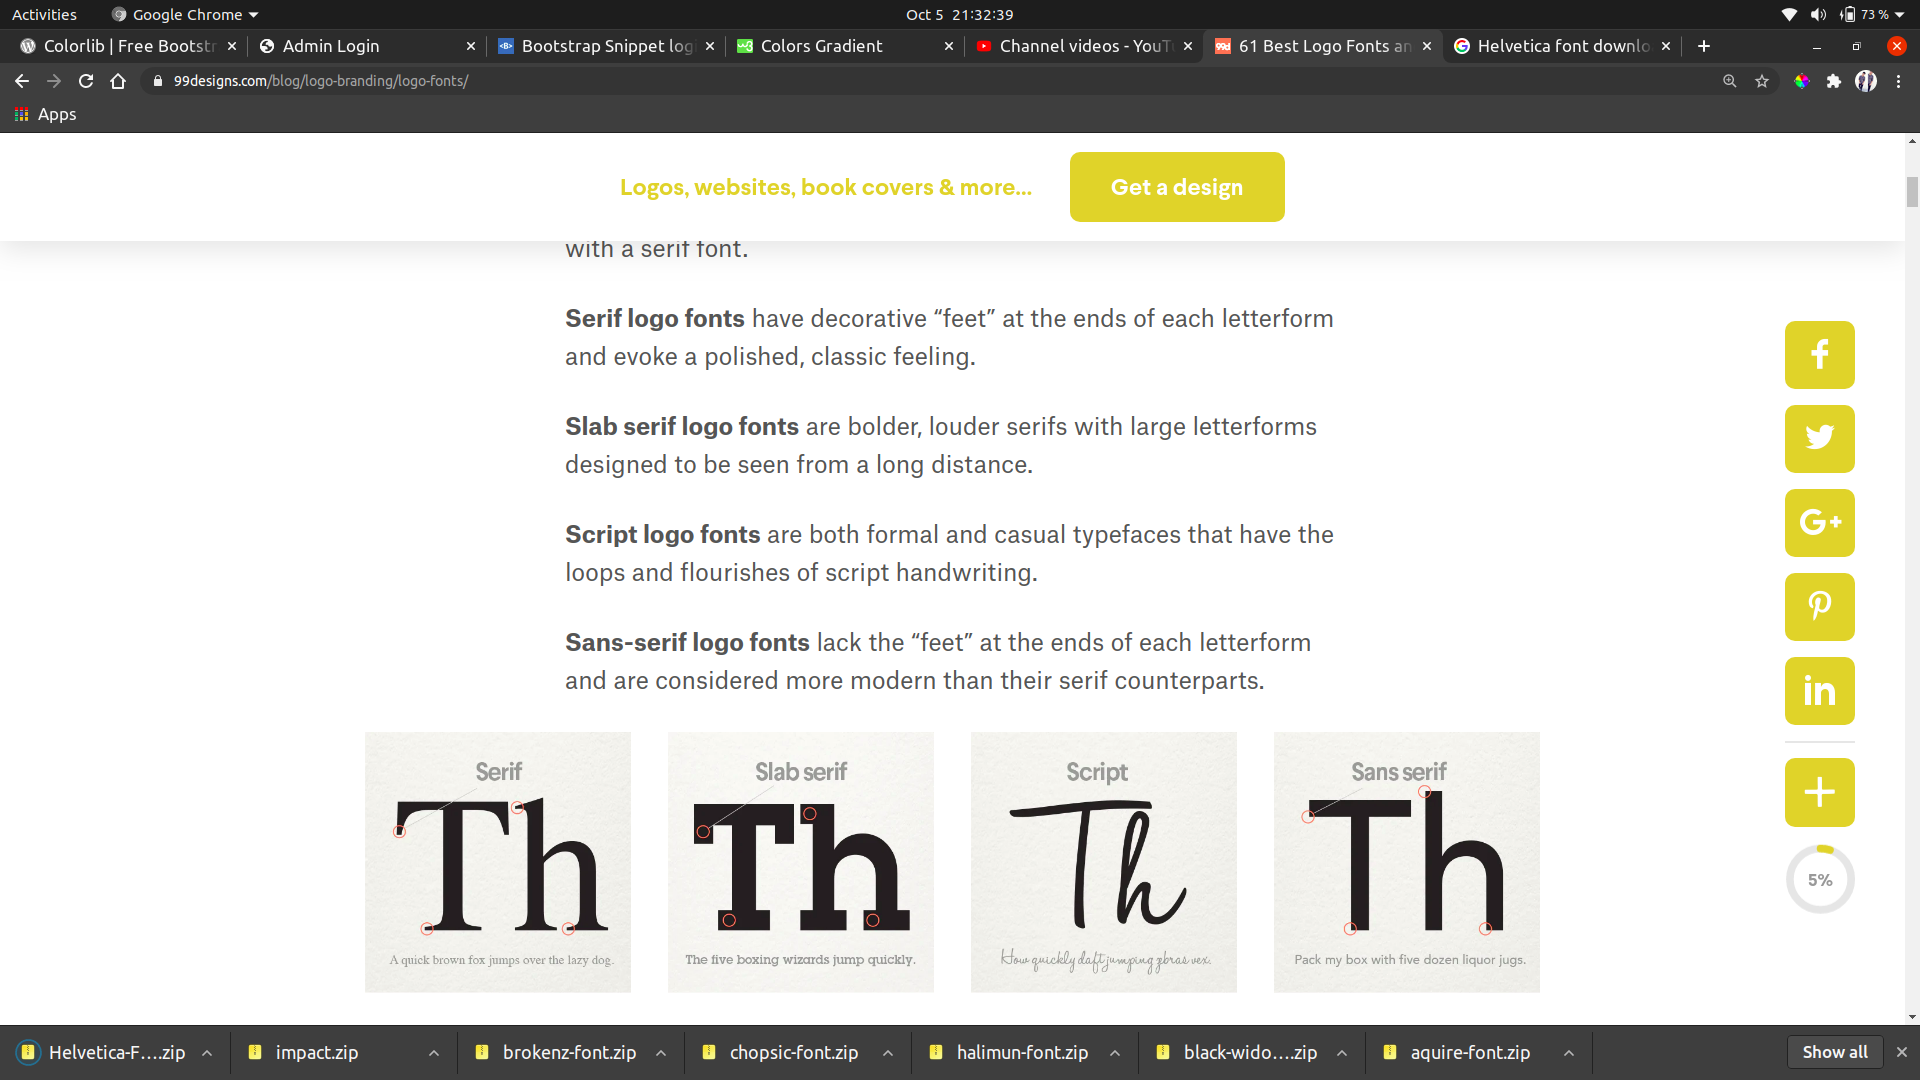 Activities
Google Chrome
Oct 5 21:32:39
73 %
Colorlib | Free Bootstr
Admin Login
Bootstrap Snippet log
Colors Gradient
Channel videos - YouTu
61 Best Logo Fonts an
Helvetica font downlo
99designs.com/blog/logo-branding/logo-fonts/
Apps
Logos, websites, book covers & more...
Get a design
with a serif font.
Serif logo fonts have decorative “feet” at the ends of each letterform
and evoke a polished, classic feeling.
Slab serif logo fonts are bolder, louder serifs with large letterforms
designed to be seen from a long distance.
Script logo fonts are both formal and casual typefaces that have the
loops and flourishes of script handwriting.
Sans-serif logo fonts lack the “feet” at the ends of each letterform
and are considered more modern than their serif counterparts.
Serif
Th
A quick brown fox jumps over the lazy dog.
Slab serif
Th
The five boxing wizards jump quickly.
Script
Th
How quickly daft jumping zbras vex.
Sans serif
Th
Pack my box with five dozen liquor jugs.
G+
in
5%
Helvetica-F....zip
impact.zip
brokenz-font.zip
chopsic-font.zip
halimun-font.zip
black-wido....zip
aquire-font.zip
Show all